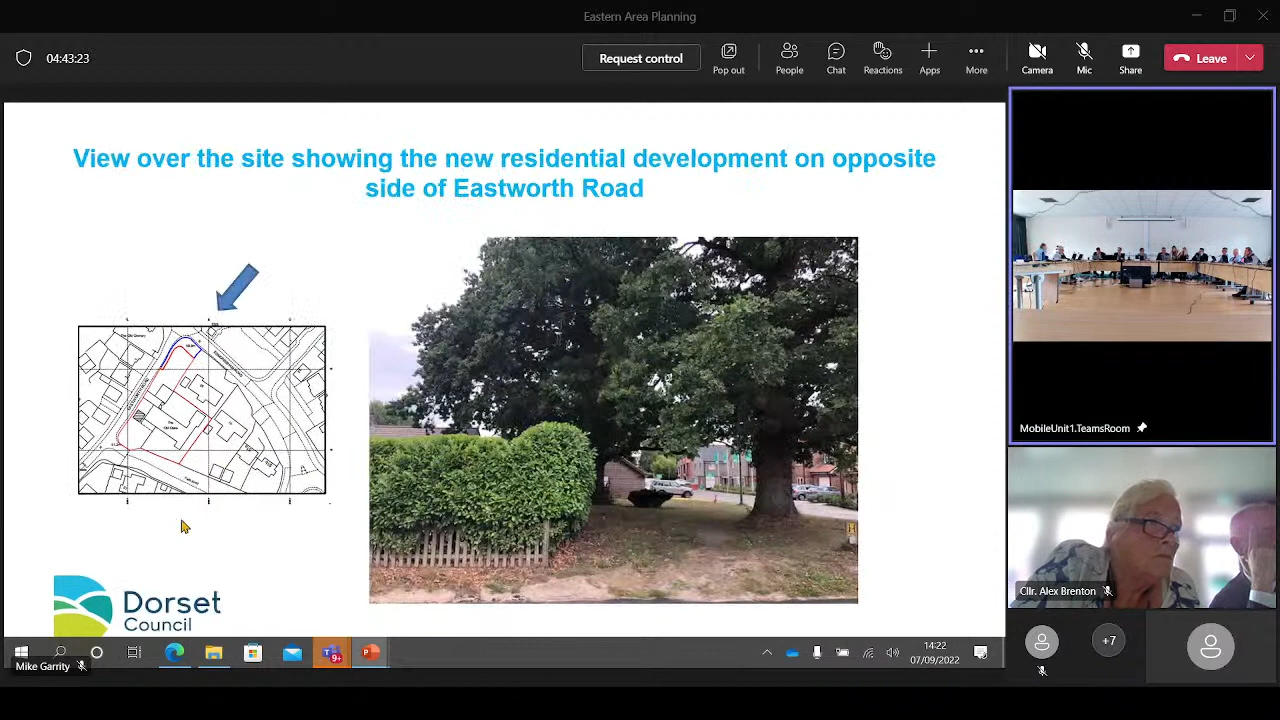 Eastern Area Planning
04:43:23
Request control
Pop out
People
Chat
Reactions
Apps
More
Camera
Mic
Share
Leave
View over the site showing the new residential development on opposite
side of Eastworth Road
Dorset
Council
MobileUnit1.TeamsRoom
Cllr. Alex Brenton
+7
9+
14:22
07/09/2022
Mike Garrity